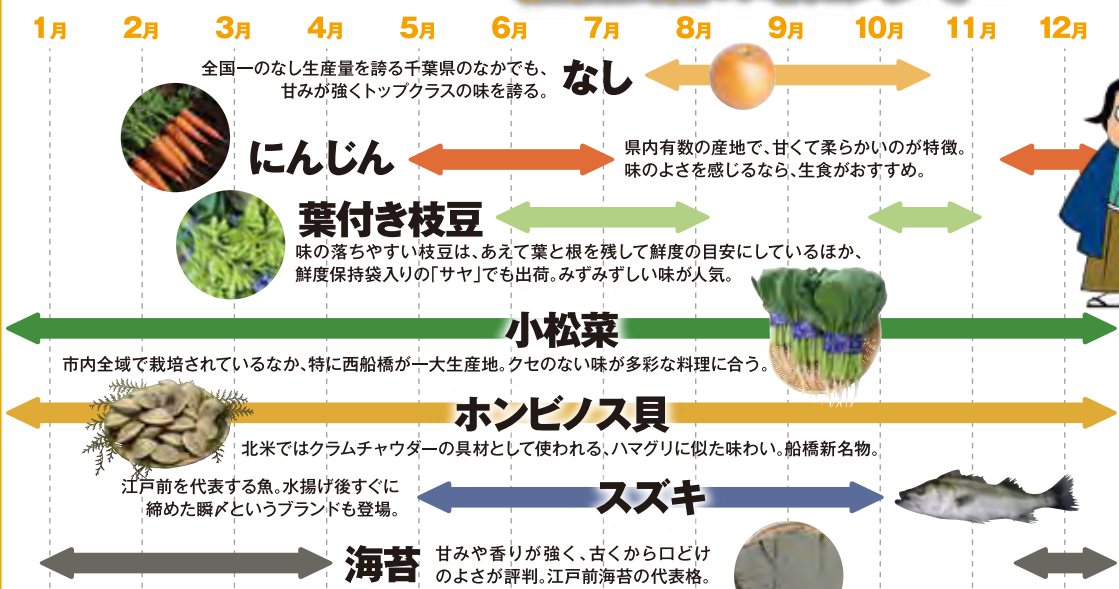 1月 2月 3月 4月 5月 6月 7月 8月 9月 10月 11月 12月
全国一のなし生産量を誇る千葉県のなかでも、
甘みが強くトップクラスの味を誇る。
なし
にんじん
県内有数の産地で、甘くて柔らかいのが特徴。
味のよさを感じるなら、生食がおすすめ。
葉付き枝豆
味の落ちやすい枝豆は、あえて葉と根を残して鮮度の目安にしているほか、
鮮度保持袋入りの「サヤ」でも出荷。みずみずしい味が人気。
小松菜
市内全域で栽培されているなか、特に西船橋が一大生産地。クセのない味が多彩な料理に合う。
ホンビノス貝
北米ではクラムチャウダーの具材として使われる、ハマグリに似た味わい。船橋新名物。
江戸前を代表する魚。水揚げ後すぐに
締めた瞬〆というブランドも登場。
スズキ
海苔
甘みや香りが強く、古くから口どけ
のよさが評判。江戸前海苔の代表格。